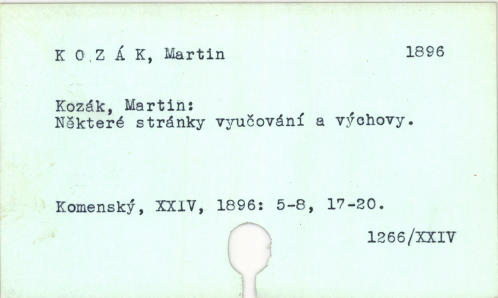 K O Z Á K, Martin 1896
Kozák, Martin:
Některé stránky vyučování a výchovy.
Komenský, XXIV, 1896: 5-8, 17-20.
1266/XXIV